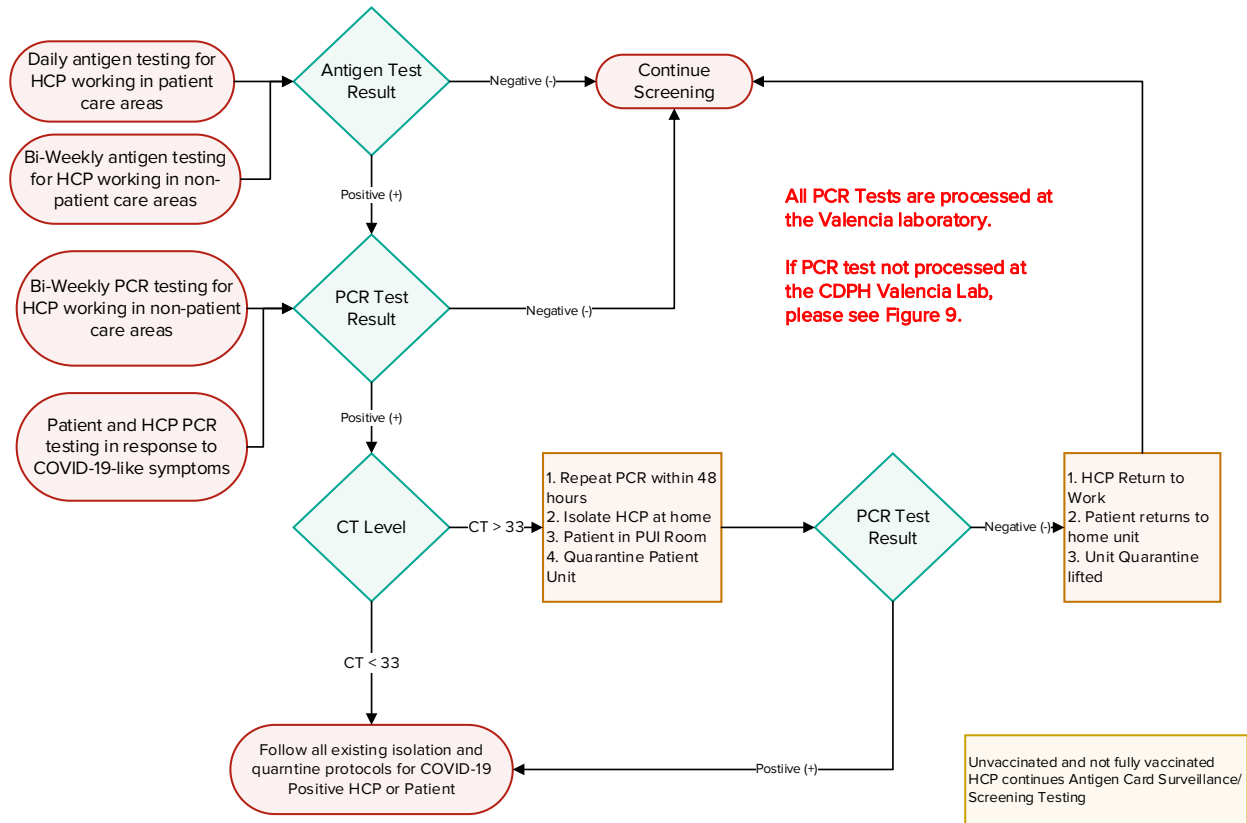 Daily antigen testing for
HCP working in patient
care areas
Antigen Test
Result
Negative (-)
Continue
Screening
Bi-Weekly antigen testing
for HCP working in non-
patient care areas
Positive (+)
All PCR Tests are processed at
the Valencia laboratory.
If PCR test not processed at
the CDPH Valencia Lab,
please see Figure 9.
Bi-Weekly PCR testing for
HCP working in non-patient
care areas
PCR Test
Result
Negative (-)
Patient and HCP PCR
testing in response to
COVID-19-like symptoms
Positive (+)
CT Level
CT > 33
1. Repeat PCR within 48
hours
2. Isolate HCP at home
3. Patient in PUI Room
4. Quarantine Patient
Unit
PCR Test
Result
Negative (-)
1. HCP Return to
Work
2. Patient returns to
home unit
3. Unit Quarantine
lifted
CT < 33
Follow all existing isolation and
quarntine protocols for COVID-19
Positive HCP or Patient
Postiive (+)
Unvaccinated and not fully vaccinated
HCP continues Antigen Card Surveillance/
Screening Testing